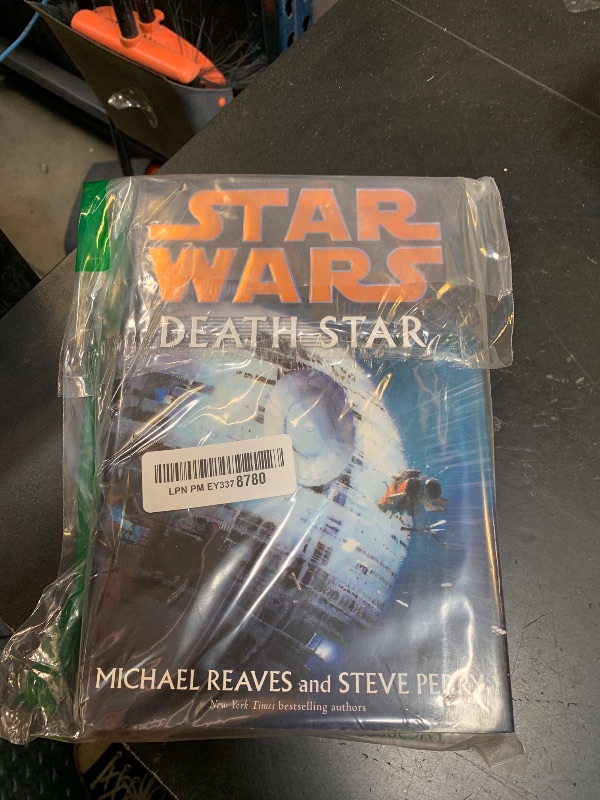 STAR
WARS
DEATH STAR
LPN PM EY337 8780
MICHAEL REAVES and STEVE PERRY
New York Times bestselling authors